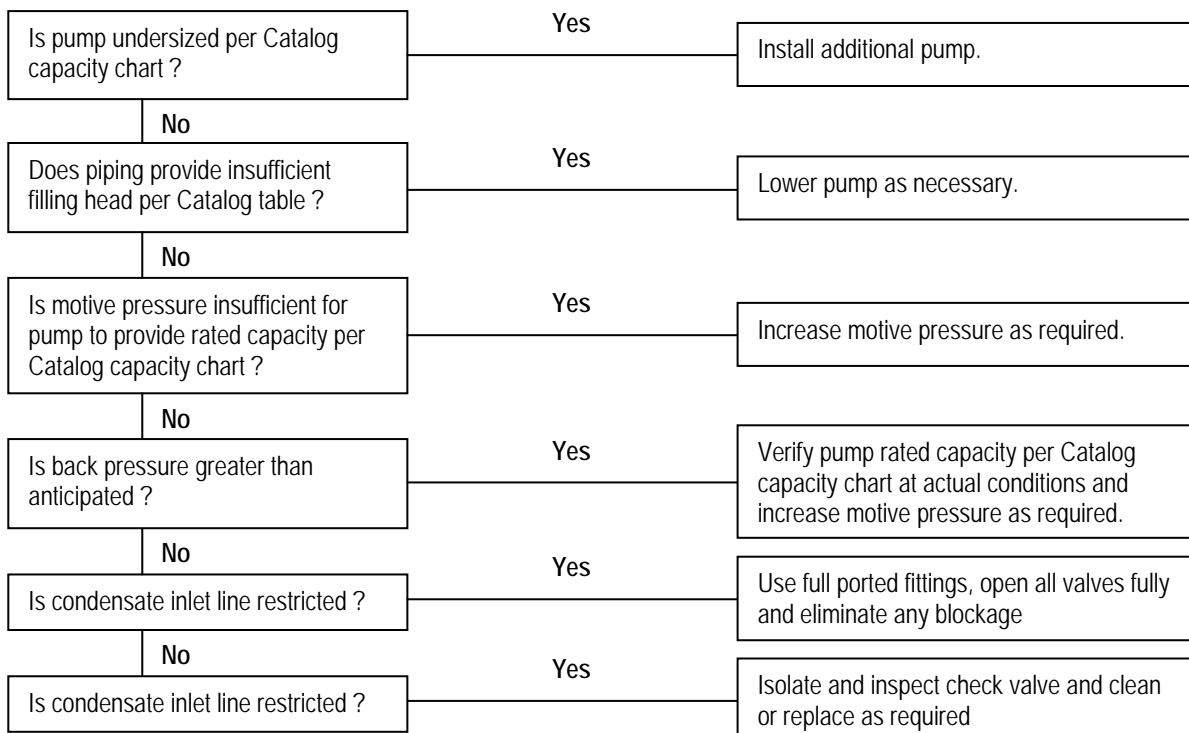 Is pump undersized per Catalog
capacity chart ?
Yes
Install additional pump.
No
Does piping provide insufficient
filling head per Catalog table ?
Yes
Lower pump as necessary.
No
Is motive pressure insufficient for
pump to provide rated capacity per
Catalog capacity chart ?
Yes
Increase motive pressure as required.
No
Is back pressure greater than
anticipated ?
Yes
Verify pump rated capacity per Catalog
capacity chart at actual conditions and
increase motive pressure as required.
No
Is condensate inlet line restricted ?
Yes
Use full ported fittings, open all valves fully
and eliminate any blockage
No
Is condensate inlet line restricted ?
Yes
Isolate and inspect check valve and clean
or replace as required